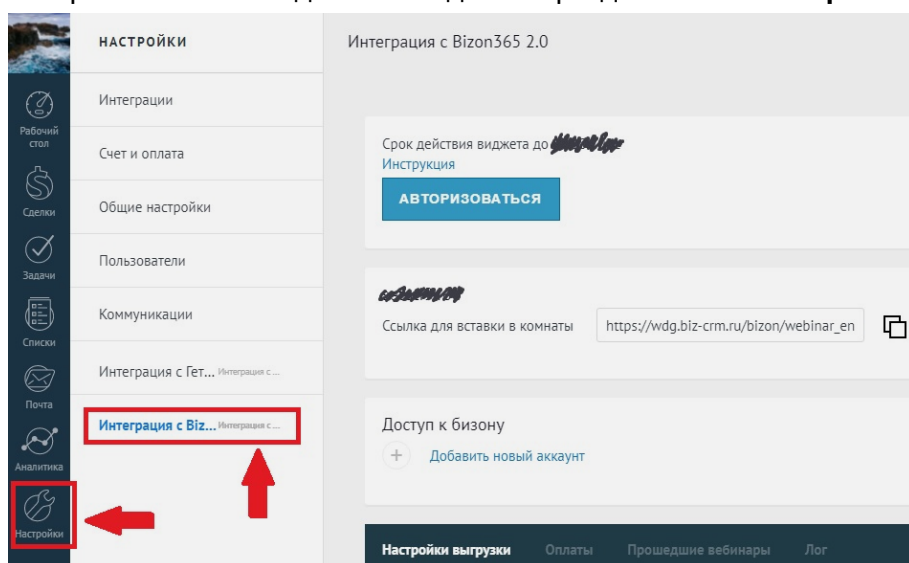 НАСТРОЙКИ
Интеграция с Bizon365 2.0
Рабочий
стол
Сделки
Задачи
Списки
Почта
Аналитика
Настройки
Интеграции
Счет и оплата
Общие настройки
Пользователи
Коммуникации
Интеграция с Гет... Интеграция с ...
Интеграция с Biz... Интеграция с ...
Срок действия виджета до
Инструкция
АВТОРИЗОВАТЬСЯ
Ссылка для вставки в комнаты https://wdg.biz-crm.ru/bizon/webinar_en
Доступ к бизону
+ Добавить новый аккаунт
Настройки выгрузки Оплаты Прошедшие вебинары Лог